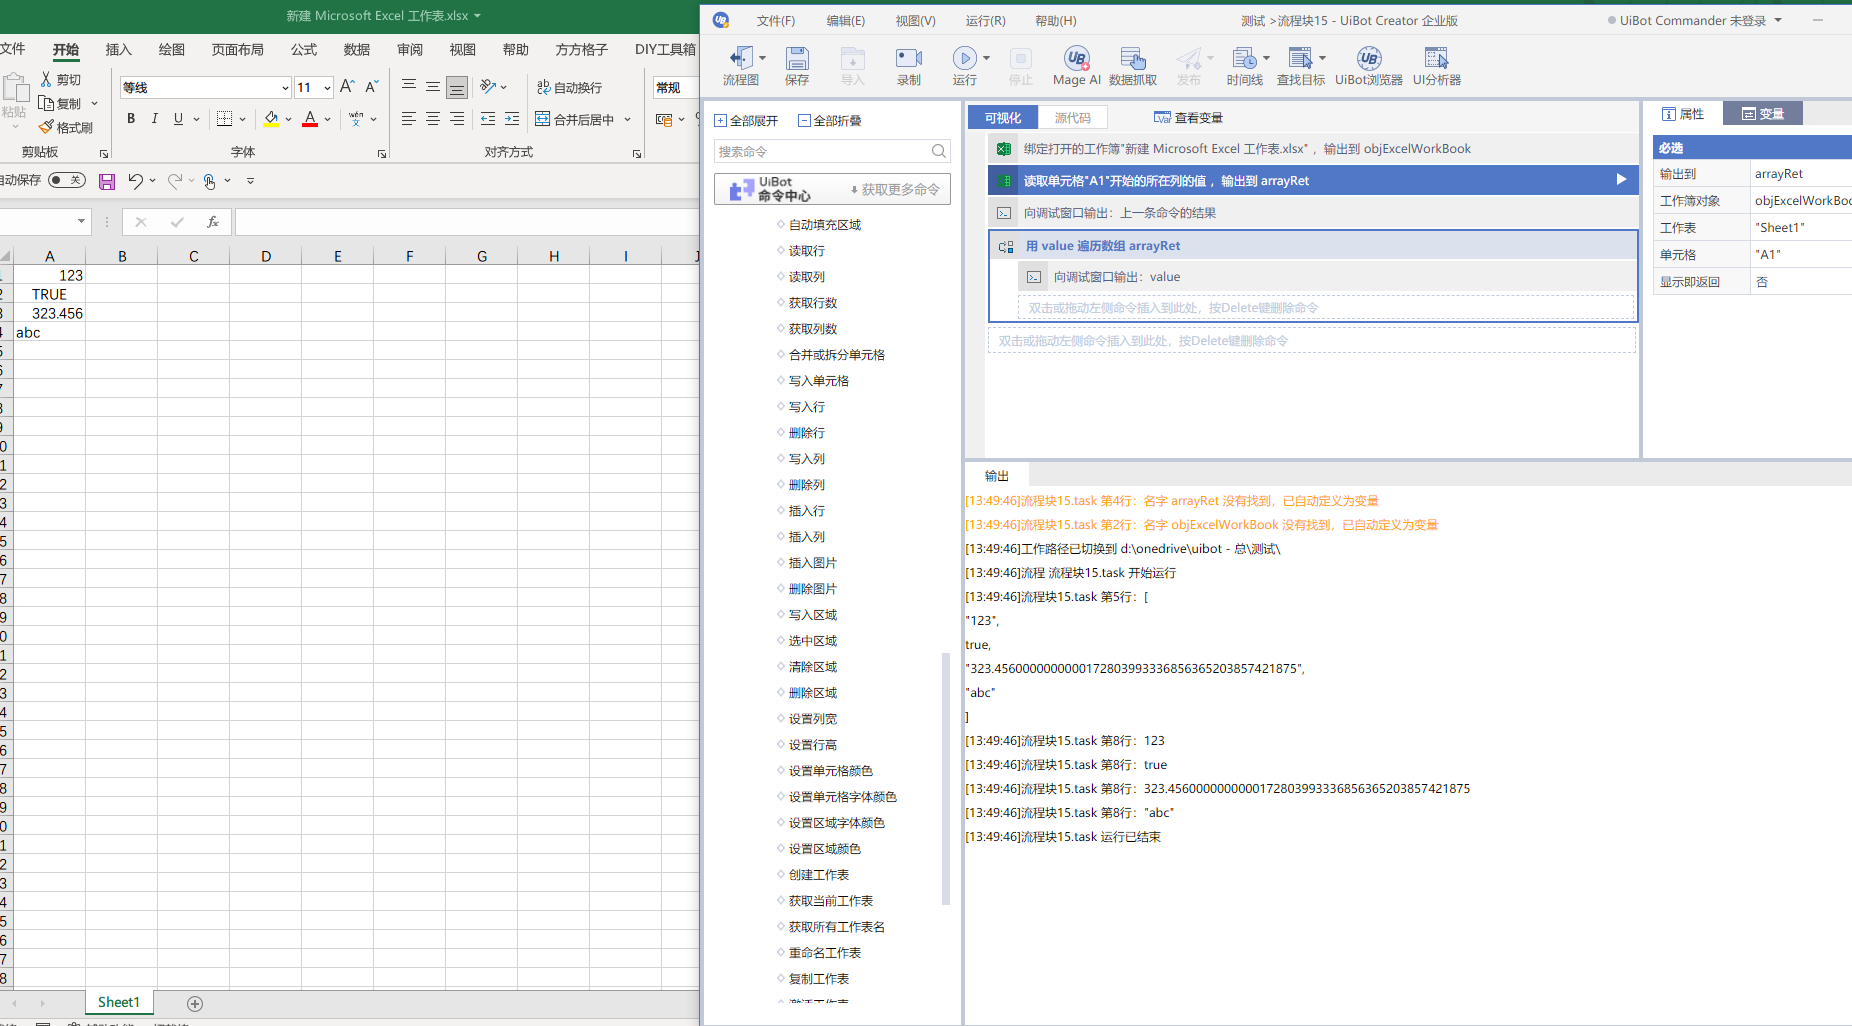 新建 Microsoft Excel 工作表.xlsx
文件
开始
插入
绘图
页面布局
公式
数据
审阅
视图
帮助
方方格子
DIY工具箱
粘贴
剪切
复制
格式刷
剪贴板
等线
11
B
I
U
wén
文
字体
ab 自动换行
合并后居中
对齐方式
常规
自动保存
关
fx
A
B
C
D
E
F
G
H
I
J
123
TRUE
323.456
abc
Sheet1
文件(F)
编辑(E)
视图(V)
运行(R)
帮助(H)
测试 >流程块15 - UiBot Creator 企业版
UiBot Commander 未登录
流程图
保存
导入
录制
运行
停止
Mage AI
数据抓取
发布
时间线
查找目标
UiBot浏览器
UI分析器
全部展开
全部折叠
搜索命令
UiBot
命令中心
获取更多命令
自动填充区域
读取行
读取列
获取行数
获取列数
合并或拆分单元格
写入单元格
写入行
删除行
写入列
删除列
插入行
插入列
插入图片
删除图片
写入区域
选中区域
清除区域
删除区域
设置列宽
设置行高
设置单元格颜色
设置单元格字体颜色
设置区域字体颜色
设置区域颜色
创建工作表
获取当前工作表
获取所有工作表名
重命名工作表
复制工作表
激活工作表
可视化
源代码
查看变量
绑定打开的工作簿"新建 Microsoft Excel 工作表.xlsx" ，输出到 objExcelWorkBook
读取单元格"A1"开始的所在列的值 ，输出到 arrayRet
向调试窗口输出：上一条命令的结果
用 value 遍历数组 arrayRet
向调试窗口输出：value
双击或拖动左侧命令插入到此处，按Delete键删除命令
双击或拖动左侧命令插入到此处，按Delete键删除命令
属性
变量
必选
输出到
arrayRet
工作簿对象
objExcelWorkBoo
工作表
"Sheet1"
单元格
"A1"
显示即返回
否
输出
[13:49:46]流程块15.task 第4行：名字 arrayRet 没有找到，已自动定义为变量
[13:49:46]流程块15.task 第2行：名字 objExcelWorkBook 没有找到，已自动定义为变量
[13:49:46]工作路径已切换到 d:\onedrive\uibot - 总\测试\
[13:49:46]流程 流程块15.task 开始运行
[13:49:46]流程块15.task 第5行：[
"123",
true,
"323.45600000000001728039933368563652038574218​75",
"abc"
]
[13:49:46]流程块15.task 第8行：123
[13:49:46]流程块15.task 第8行：true
[13:49:46]流程块15.task 第8行：323.4560000000000172803993336856365203857421875
[13:49:46]流程块15.task 第8行："abc"
[13:49:46]流程块15.task 运行已结束